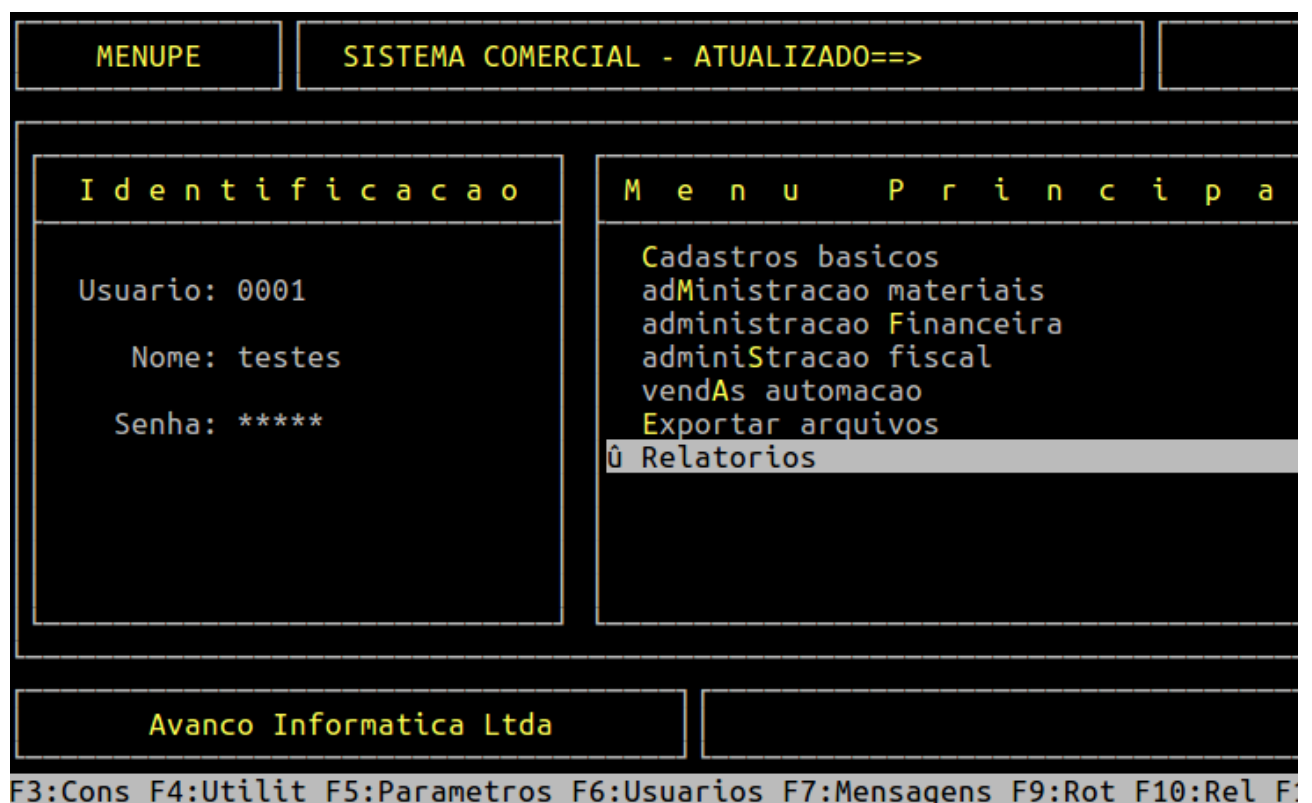 MENUPE
SISTEMA COMERCIAL - ATUALIZADO==>
I d e n t i f i c a c a o
Usuario: 0001
Nome: testes
Senha: *****
M e n u   P r i n c i p a
Cadastros basicos
adMinistracao materiais
administracao Financeira
adminiStracao fiscal
vendAs automacao
Exportar arquivos
û Relatorios
Avanco Informatica Ltda
F3:Cons F4:Utilit F5:Parametros F6:Usuarios F7:Mensagens F9:Rot F10:Rel